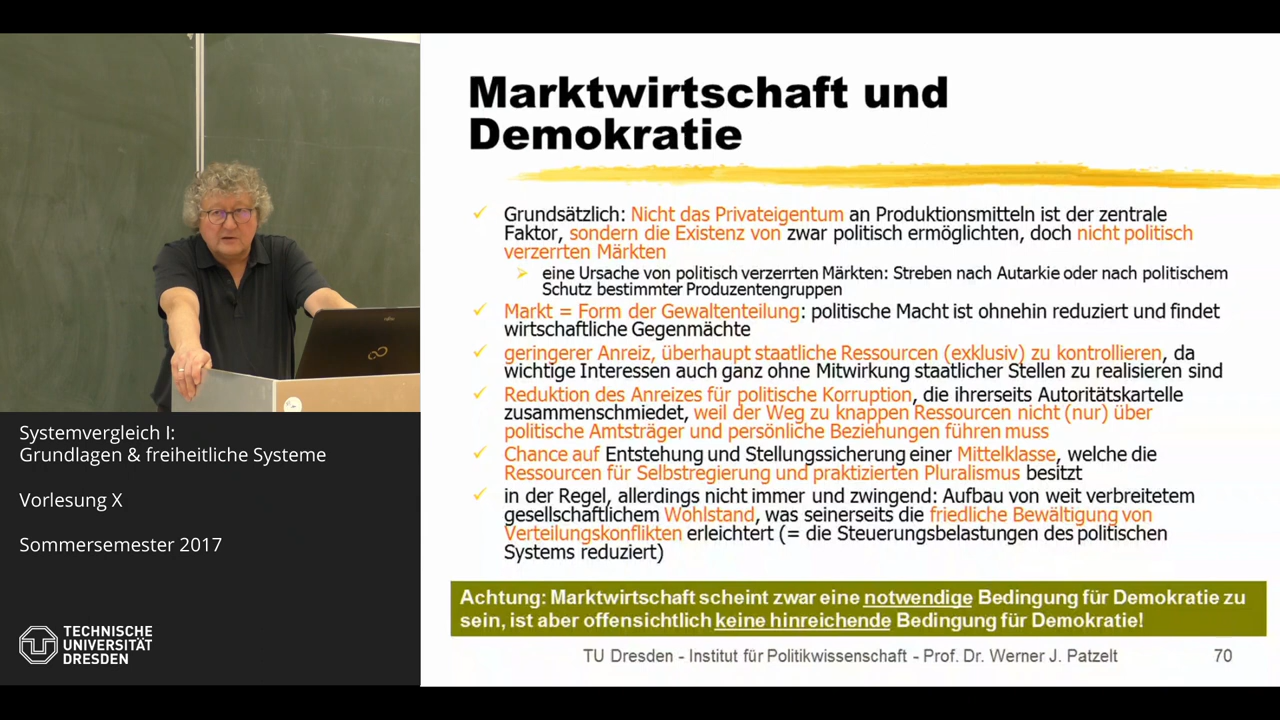 Marktwirtschaft und
Demokratie
Grundsätzlich: Nicht das Privateigentum an Produktionsmitteln ist der zentrale
Faktor, sondern die Existenz von zwar politisch ermöglichten, doch nicht politisch
verzerrten Märkten
eine Ursache von politisch verzerrten Märkten: Streben nach Autarkie oder nach politischem
Schutz bestimmter Produzentengruppen
Markt = Form der Gewaltenteilung: politische Macht ist ohnehin reduziert und findet
wirtschaftliche Gegenmächte
geringerer Anreiz, überhaupt staatliche Ressourcen (exklusiv) zu kontrollieren, da
wichtige Interessen auch ganz ohne Mitwirkung staatlicher Stellen zu realisieren sind
Reduktion des Anreizes für politische Korruption, die ihrerseits Autoritätskartelle
zusammenschmiedet, weil der Weg zu knappen Ressourcen nicht (nur) über
politische Amtsträger und persönliche Beziehungen führen muss
Chance auf Entstehung und Stellungssicherung einer Mittelklasse, welche die
Ressourcen für Selbstregierung und praktizierten Pluralismus besitzt
in der Regel, allerdings nicht immer und zwingend: Aufbau von weit verbreitetem
gesellschaftlichem Wohlstand, was seinerseits die friedliche Bewältigung von
Verteilungskonflikten erleichtert (= die Steuerungsbelastungen des politischen
Systems reduziert)
Achtung: Marktwirtschaft scheint zwar eine notwendige Bedingung für Demokratie zu
sein, ist aber offensichtlich keine hinreichende Bedingung für Demokratie!
TU Dresden - Institut für Politikwissenschaft - Prof. Dr. Werner J. Patzelt
70
Systemvergleich I:
Grundlagen & freiheitliche Systeme
Vorlesung X
Sommersemester 2017
TECHNISCHE
UNIVERSITÄT
DRESDEN